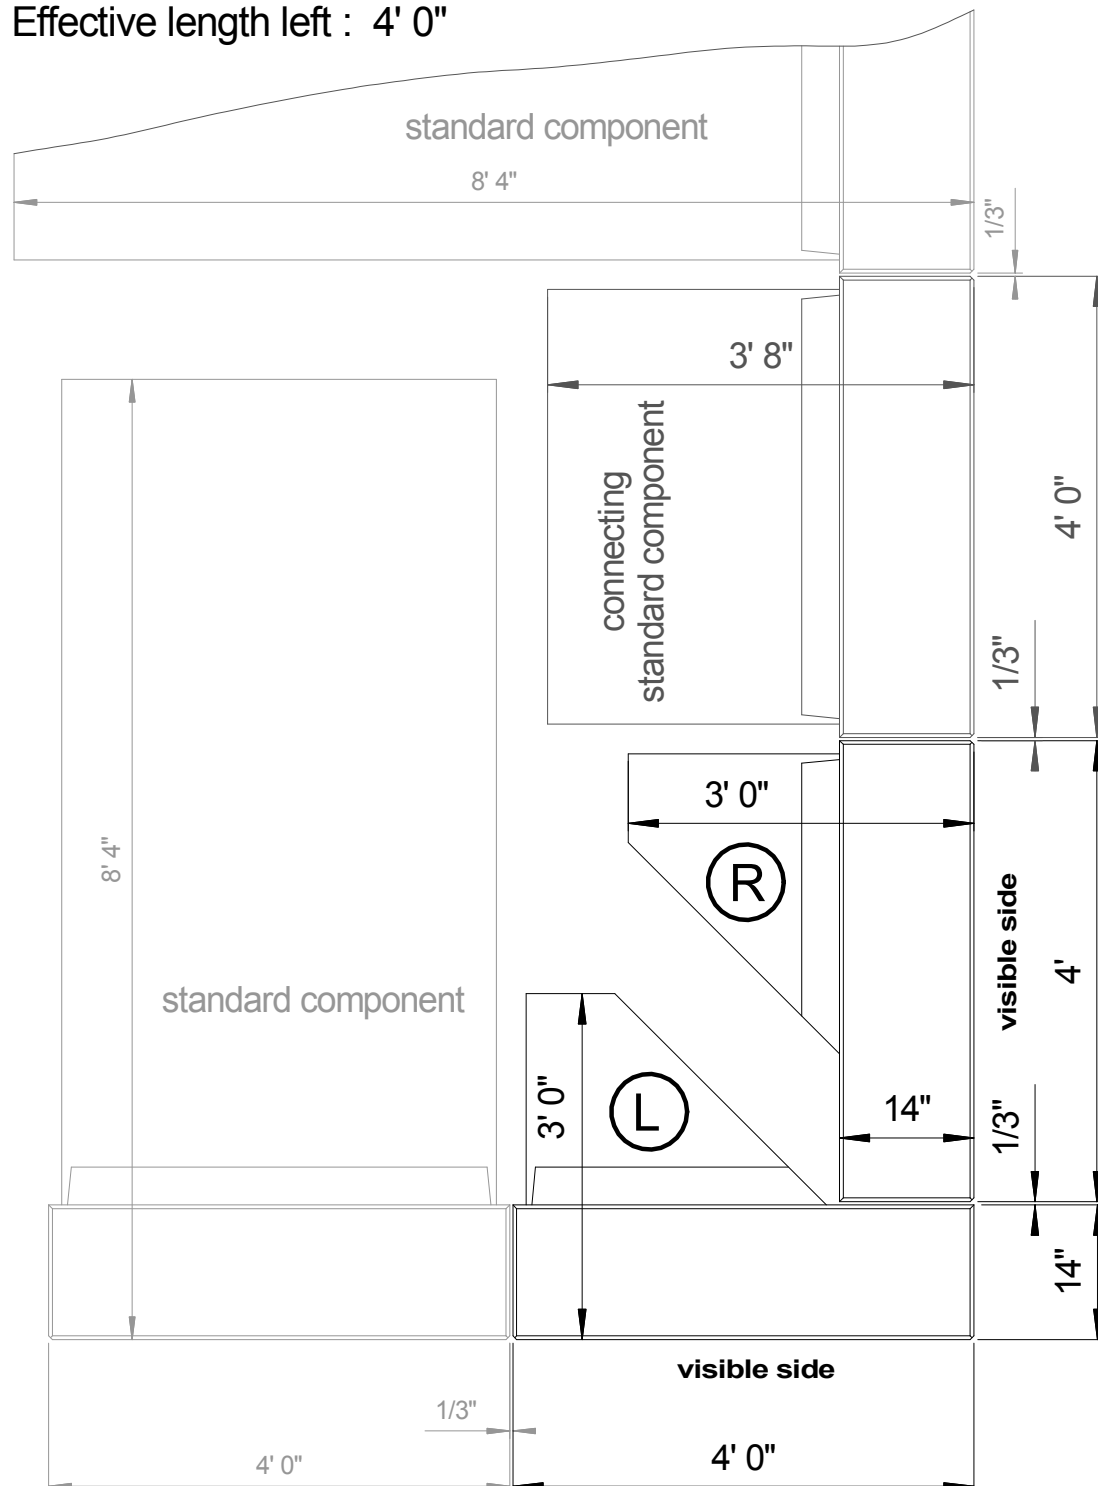 Effective length left : 4' 0"
standard component
8' 4"
1/3"
3' 8"
connecting
standard component
4' 0"
1/3"
3' 0"
R
visible side
4'
8' 4"
standard component
3' 0"
L
14"
1/3"
14"
visible side
1/3"
4' 0"
4' 0"